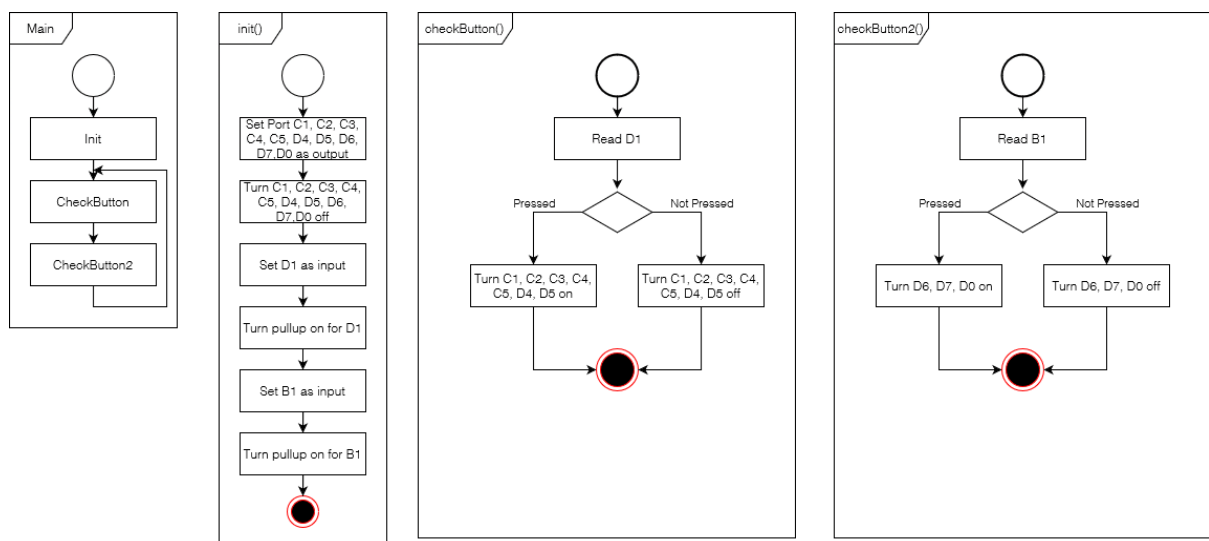 Main
Init
CheckButton
CheckButton2
init()
Set Port C1, C2, C3,
C4, C5, D4, D5, D6,
D7,D0 as output
Turn C1, C2, C3, C4,
C5, D4, D5, D6,
D7,D0 off
Set D1 as input
Turn pullup on for D1
Set B1 as input
Turn pullup on for B1
checkButton()
Read D1
Pressed
Not Pressed
Turn C1, C2, C3, C4,
C5, D4, D5 on
Turn C1, C2, C3, C4,
C5, D4, D5 off
checkButton2()
Read B1
Pressed
Not Pressed
Turn D6, D7, D0 on
Turn D6, D7, D0 off